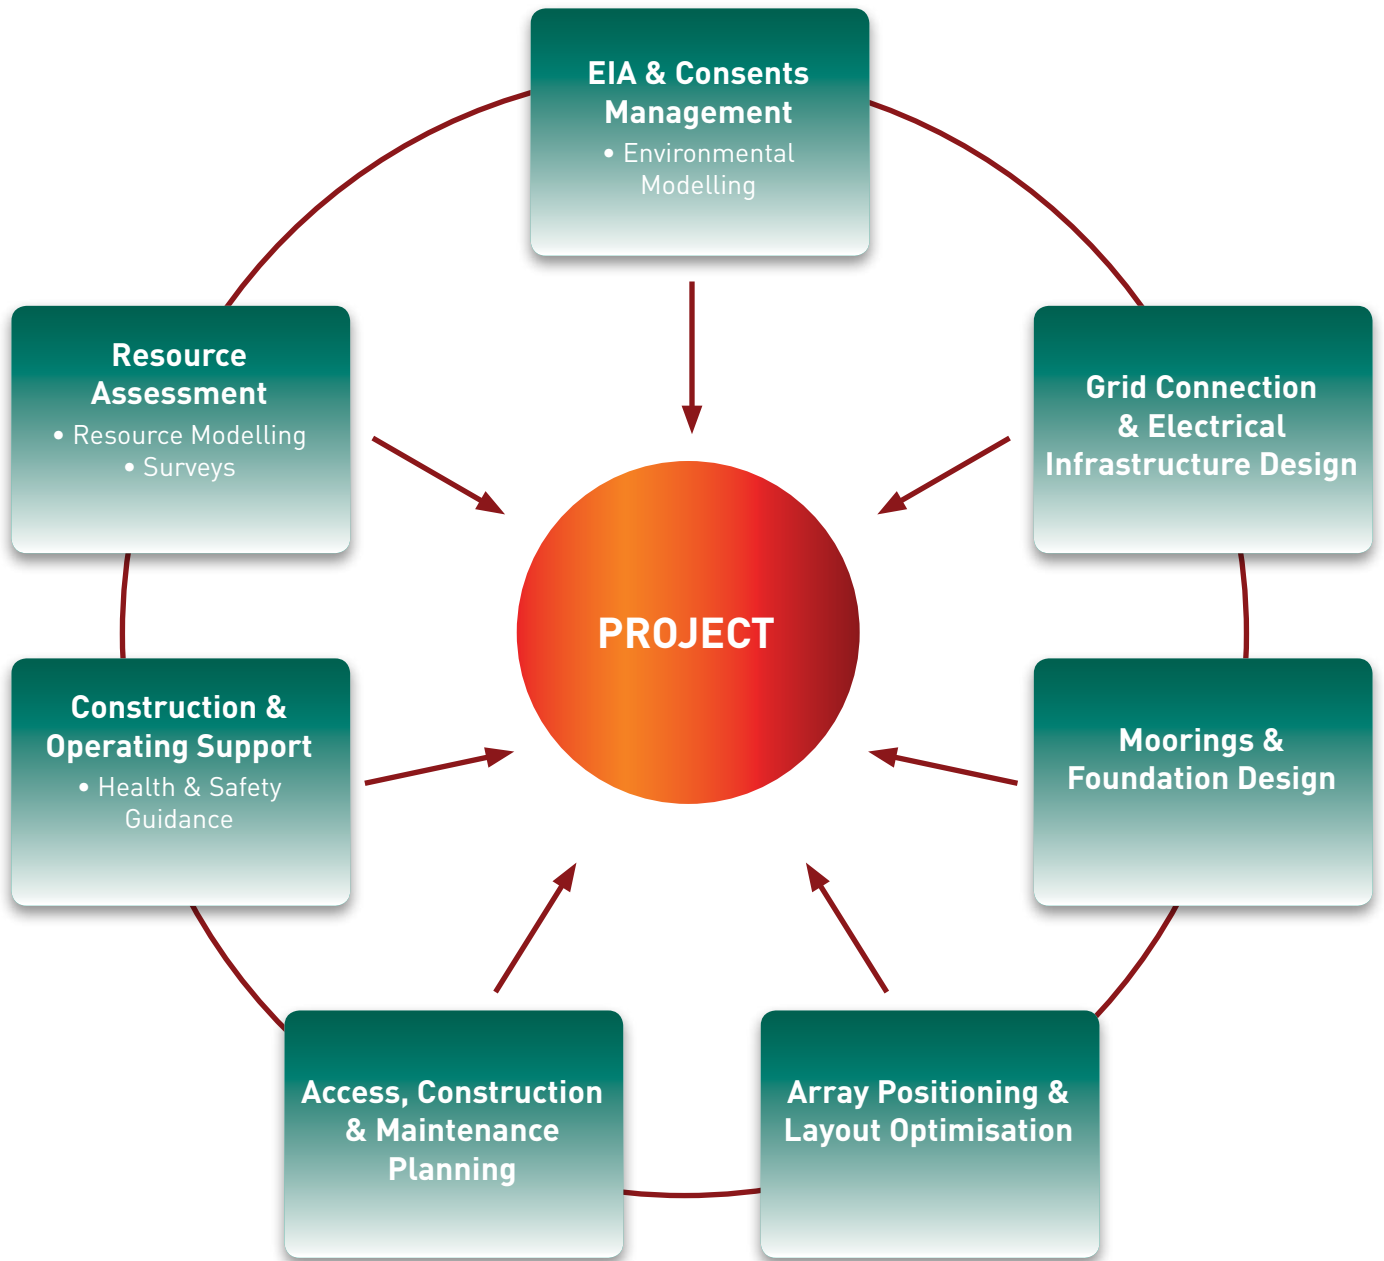 EIA & Consents
Management
• Environmental
Modelling
Resource
Assessment
• Resource Modelling
• Surveys
Grid Connection
& Electrical
Infrastructure Design
PROJECT
Construction &
Operating Support
• Health & Safety
Guidance
Moorings &
Foundation Design
Access, Construction
& Maintenance
Planning
Array Positioning &
Layout Optimisation